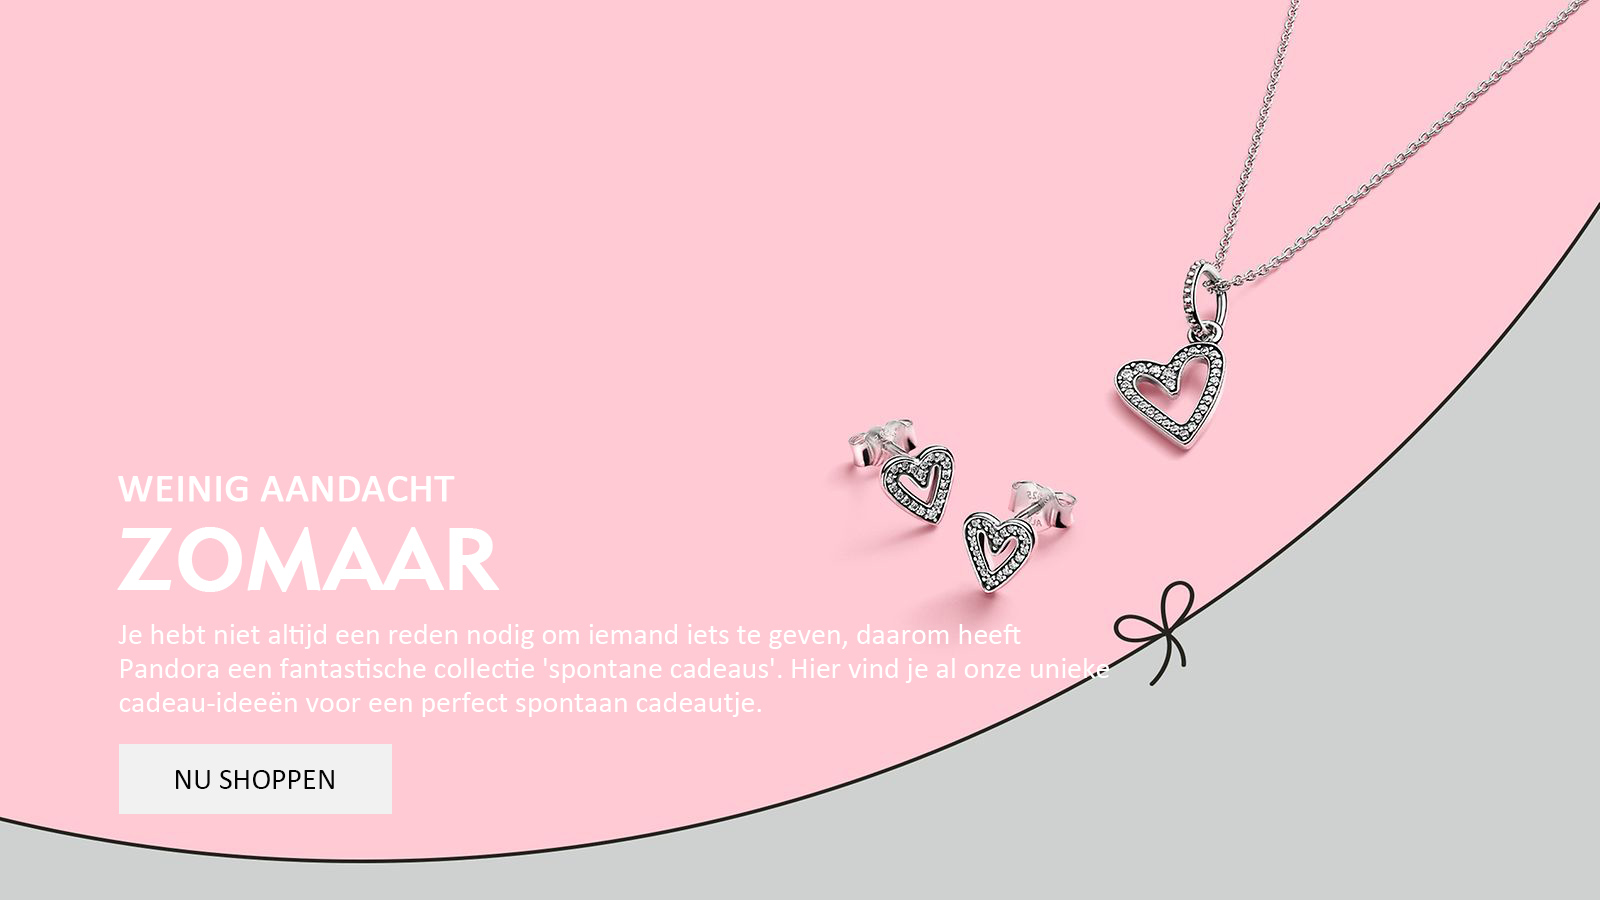 WEINIG AANDACHT
ZOMAAR
Je hebt niet altijd een reden nodig om iemand iets te geven, daarom heeft
Pandora een fantastische collectie 'spontane cadeaus'. Hier vind je al onze unieke
cadeau-ideeën voor een perfect spontaan cadeautje.
NU SHOPPEN